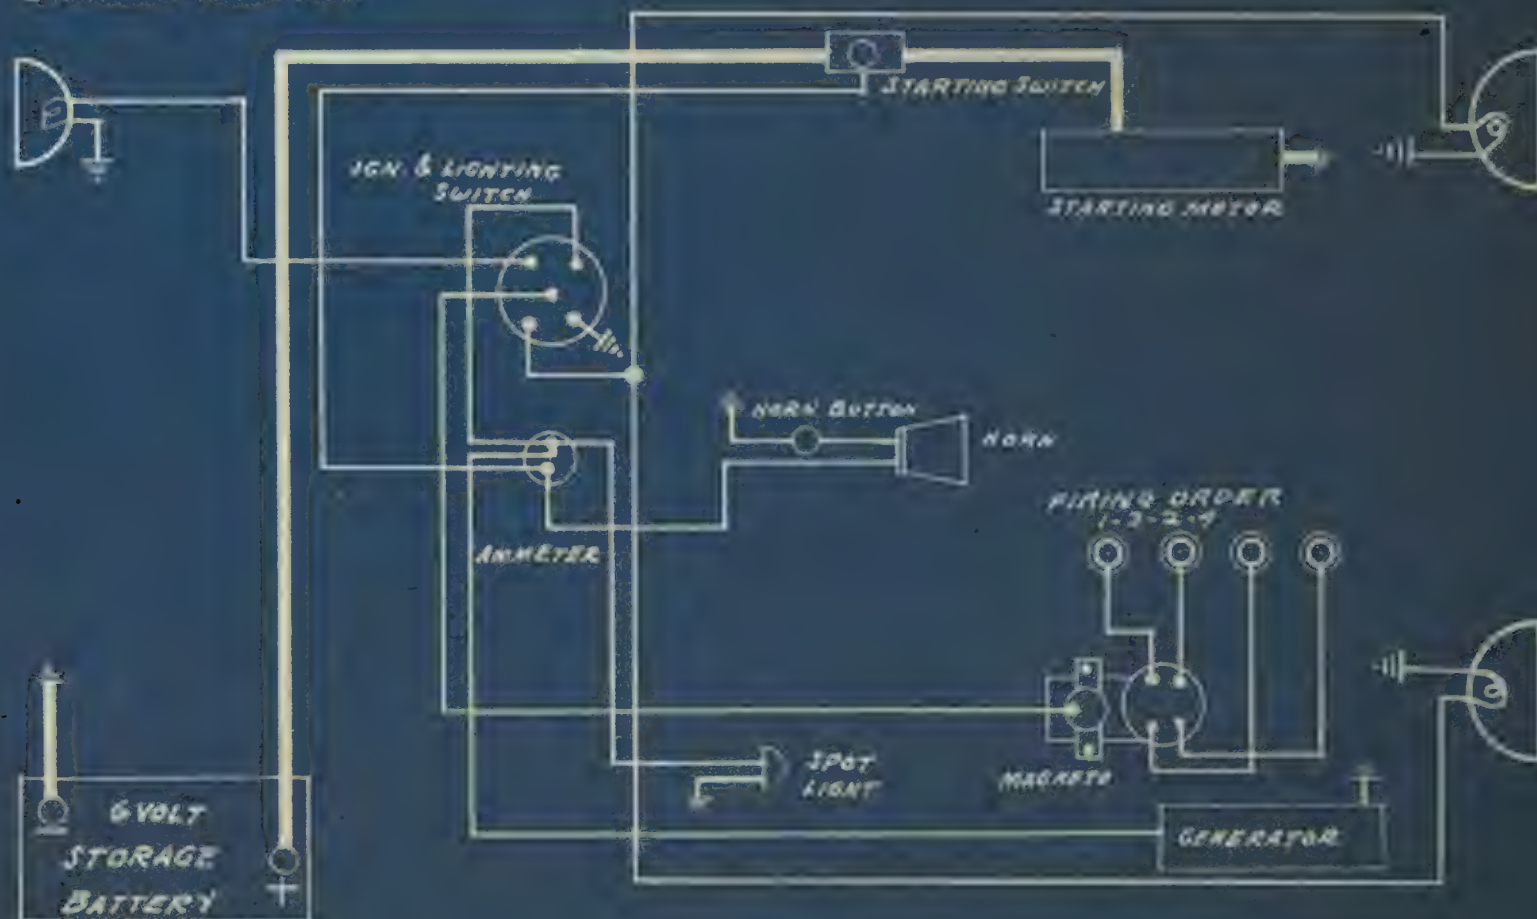 STARTING SWITCH
IGN. & LIGHTING
SWITCH
STARTING MOTOR
HORN BUTTON
HORN
FIRING ORDER
1-3-2-4
AMMETER
SPOT
LIGHT
MAGNETO
6 VOLT
STORAGE
BATTERY
GENERATOR